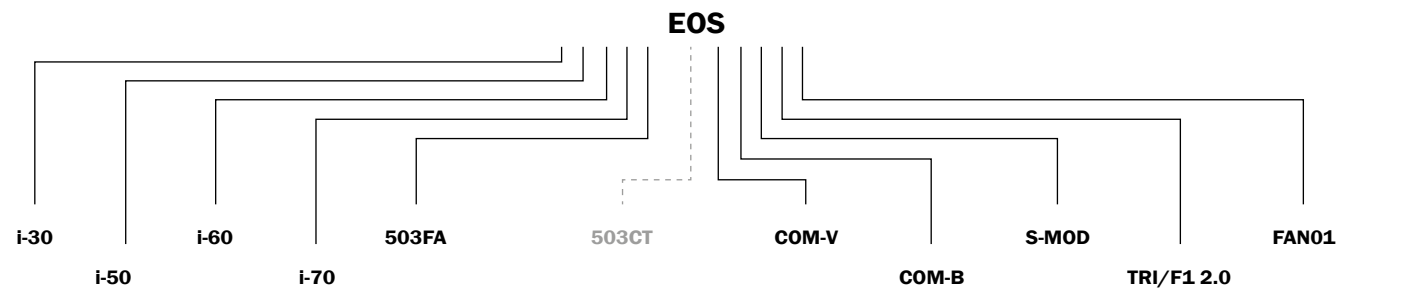 EOS
i-30
i-50
i-60
i-70
503FA
503CT
COM-V
COM-B
S-MOD
TRI/F1 2.0
FAN01